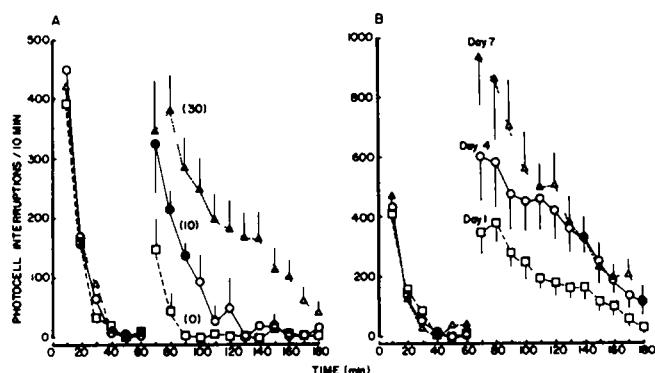 A
B
PHOTOCELL INTERRUPTIONS / 10 MIN
500
400
300
200
100
0
(30)
(10)
(0)
20 40 60 80 100 120 140 160 180
1000
800
600
400
200
0
Day 7
Day 4
Day 1
20 40 60 80 100 120 140 160 180
TIME (min)